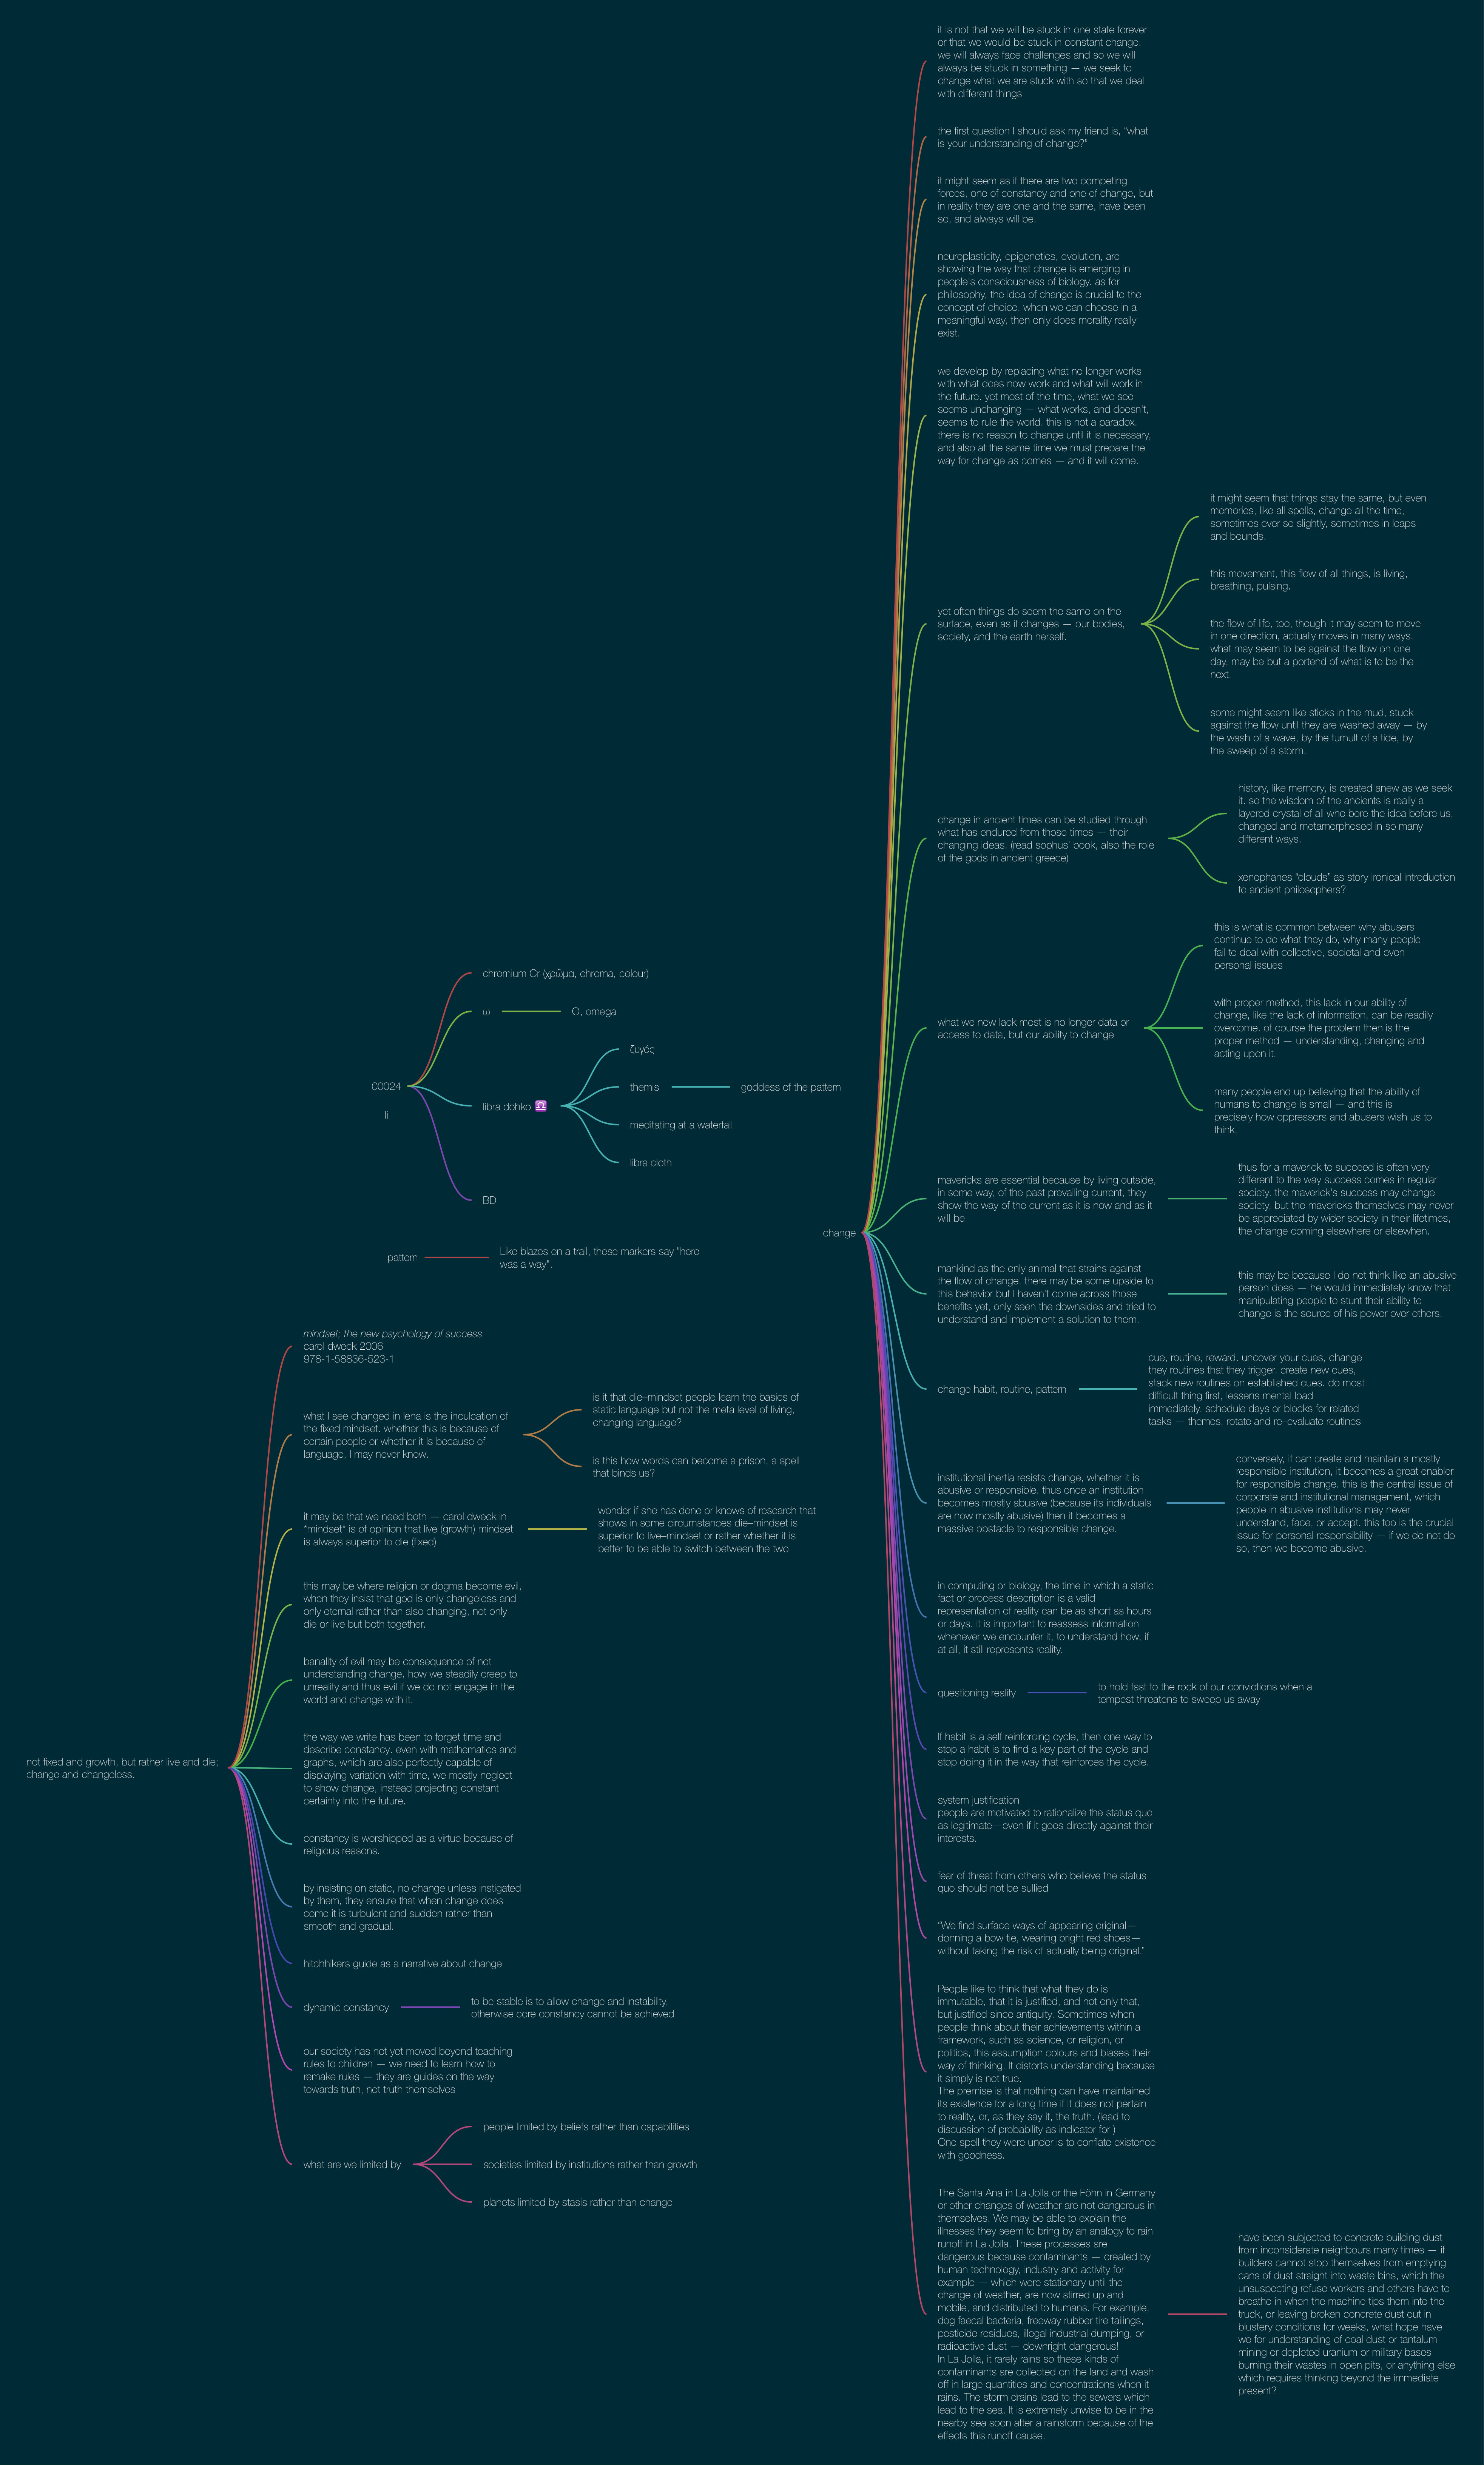 00024
li
chromium Cr (χρῶμα, chroma, colour)
ω
Ω, omega
libra dohko ♎
ζυγός
themis
goddess of the pattern
meditating at a waterfall
libra cloth
BD
pattern
Like blazes on a trail, these markers say "here
was a way".
not fixed and growth, but rather live and die;
change and changeless.
mindset; the new psychology of success
carol dweck 2006
978-1-58836-523-1
what I see changed in lena is the inculcation of
the fixed mindset. whether this is because of
certain people or whether it Is because of
language, I may never know.
is it that die–mindset people learn the basics of
static language but not the meta level of living,
changing language?
is this how words can become a prison, a spell
that binds us?
it may be that we need both — carol dweck in
"mindset" is of opinion that live (growth) mindset
is always superior to die (fixed)
wonder if she has done or knows of research that
shows in some circumstances die–mindset is
superior to live–mindset or rather whether it is
better to be able to switch between the two
this may be where religion or dogma become evil,
when they insist that god is only changeless and
only eternal rather than also changing, not only
die or live but both together.
banality of evil may be consequence of not
understanding change. how we steadily creep to
unreality and thus evil if we do not engage in the
world and change with it.
the way we write has been to forget time and
describe constancy. even with mathematics and
graphs, which are also perfectly capable of
displaying variation with time, we mostly neglect
to show change, instead projecting constant
certainty into the future.
constancy is worshipped as a virtue because of
religious reasons.
by insisting on static, no change unless instigated
by them, they ensure that when change does
come it is turbulent and sudden rather than
smooth and gradual.
hitchhikers guide as a narrative about change
dynamic constancy
to be stable is to allow change and instability,
otherwise core constancy cannot be achieved
our society has not yet moved beyond teaching
rules to children — we need to learn how to
remake rules — they are guides on the way
towards truth, not truth themselves
what are we limited by
people limited by beliefs rather than capabilities
societies limited by institutions rather than growth
planets limited by stasis rather than change
change
it is not that we will be stuck in one state forever
or that we would be stuck in constant change.
we will always face challenges and so we will
always be stuck in something — we seek to
change what we are stuck with so that we deal
with different things
the first question I should ask my friend is, “what
is your understanding of change?”
it might seem as if there are two competing
forces, one of constancy and one of change, but
in reality they are one and the same, have been
so, and always will be.
neuroplasticity, epigenetics, evolution, are
showing the way that change is emerging in
people's consciousness of biology. as for
philosophy, the idea of change is crucial to the
concept of choice. when we can choose in a
meaningful way, then only does morality really
exist.
we develop by replacing what no longer works
with what does now work and what will work in
the future. yet most of the time, what we see
seems unchanging — what works, and doesn't,
seems to rule the world. this is not a paradox.
there is no reason to change until it is necessary,
and also at the same time we must prepare the
way for change as comes — and it will come.
yet often things do seem the same on the
surface, even as it changes — our bodies,
society, and the earth herself.
it might seem that things stay the same, but even
memories, like all spells, change all the time,
sometimes ever so slightly, sometimes in leaps
and bounds.
this movement, this flow of all things, is living,
breathing, pulsing.
the flow of life, too, though it may seem to move
in one direction, actually moves in many ways.
what may seem to be against the flow on one
day, may be but a portend of what is to be the
next.
some might seem like sticks in the mud, stuck
against the flow until they are washed away — by
the wash of a wave, by the tumult of a tide, by
the sweep of a storm.
change in ancient times can be studied through
what has endured from those times — their
changing ideas. (read sophus' book, also the role
of the gods in ancient greece)
history, like memory, is created anew as we seek
it. so the wisdom of the ancients is really a
layered crystal of all who bore the idea before us,
changed and metamorphosed in so many
different ways.
xenophanes “clouds” as story ironical introduction
to ancient philosophers?
what we now lack most is no longer data or
access to data, but our ability to change
this is what is common between why abusers
continue to do what they do, why many people
fail to deal with collective, societal and even
personal issues
with proper method, this lack in our ability of
change, like the lack of information, can be readily
overcome. of course the problem then is the
proper method — understanding, changing and
acting upon it.
many people end up believing that the ability of
humans to change is small — and this is
precisely how oppressors and abusers wish us to
think.
mavericks are essential because by living outside,
in some way, of the past prevailing current, they
show the way of the current as it is now and as it
will be
thus for a maverick to succeed is often very
different to the way success comes in regular
society. the maverick's success may change
society, but the mavericks themselves may never
be appreciated by wider society in their lifetimes,
the change coming elsewhere or elsewhen.
mankind as the only animal that strains against
the flow of change. there may be some upside to
this behavior but I haven't come across those
benefits yet, only seen the downsides and tried to
understand and implement a solution to them.
this may be because I do not think like an abusive
person does — he would immediately know that
manipulating people to stunt their ability to
change is the source of his power over others.
change habit, routine, pattern
cue, routine, reward. uncover your cues, change
they routines that they trigger. create new cues,
stack new routines on established cues. do most
difficult thing first, lessens mental load
immediately. schedule days or blocks for related
tasks — themes. rotate and re–evaluate routines
institutional inertia resists change, whether it is
abusive or responsible. thus once an institution
becomes mostly abusive (because its individuals
are now mostly abusive) then it becomes a
massive obstacle to responsible change.
conversely, if can create and maintain a mostly
responsible institution, it becomes a great enabler
for responsible change. this is the central issue of
corporate and institutional management, which
people in abusive institutions may never
understand, face, or accept. this too is the crucial
issue for personal responsibility — if we do not do
so, then we become abusive.
in computing or biology, the time in which a static
fact or process description is a valid
representation of reality can be as short as hours
or days. it is important to reassess information
whenever we encounter it, to understand how, if
at all, it still represents reality.
questioning reality
to hold fast to the rock of our convictions when a
tempest threatens to sweep us away
If habit is a self reinforcing cycle, then one way to
stop a habit is to find a key part of the cycle and
stop doing it in the way that reinforces the cycle.
system justification
people are motivated to rationalize the status quo
as legitimate—even if it goes directly against their
interests.
fear of threat from others who believe the status
quo should not be sullied
“We find surface ways of appearing original—
donning a bow tie, wearing bright red shoes—
without taking the risk of actually being original.”
People like to think that what they do is
immutable, that it is justified, and not only that,
but justified since antiquity. Sometimes when
people think about their achievements within a
framework, such as science, or religion, or
politics, this assumption colours and biases their
way of thinking. It distorts understanding because
it simply is not true.
The premise is that nothing can have maintained
its existence for a long time if it does not pertain
to reality, or, as they say it, the truth. (lead to
discussion of probability as indicator for )
One spell they were under is to conflate existence
with goodness.
The Santa Ana in La Jolla or the Föhn in Germany
or other changes of weather are not dangerous in
themselves. We may be able to explain the
illnesses they seem to bring by an analogy to rain
runoff in La Jolla. These processes are
dangerous because contaminants — created by
human technology, industry and activity for
example — which were stationary until the
change of weather, are now stirred up and
mobile, and distributed to humans. For example,
dog faecal bacteria, freeway rubber tire tailings,
pesticide residues, illegal industrial dumping, or
radioactive dust — downright dangerous!
In La Jolla, it rarely rains so these kinds of
contaminants are collected on the land and wash
off in large quantities and concentrations when it
rains. The storm drains lead to the sewers which
lead to the sea. It is extremely unwise to be in the
nearby sea soon after a rainstorm because of the
effects this runoff cause.
have been subjected to concrete building dust
from inconsiderate neighbours many times — if
builders cannot stop themselves from emptying
cans of dust straight into waste bins, which the
unsuspecting refuse workers and others have to
breathe in when the machine tips them into the
truck, or leaving broken concrete dust out in
blustery conditions for weeks, what hope have
we for understanding of coal dust or tantalum
mining or depleted uranium or military bases
burning their wastes in open pits, or anything else
which requires thinking beyond the immediate
present?